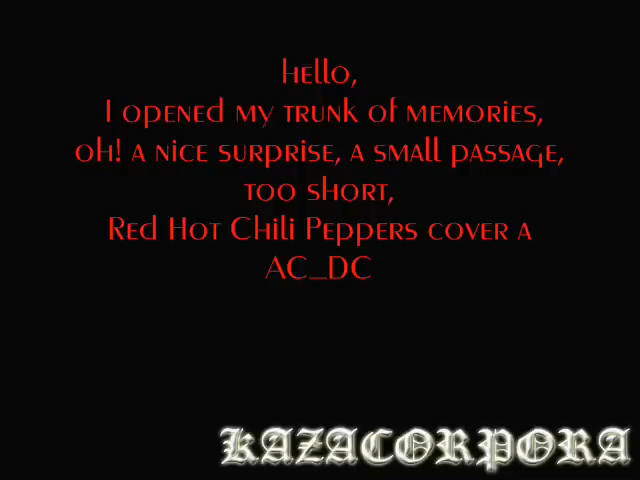 hello,
I opened my trunk of memories,
oh! a nice surprise, a small passage,
too short,
Red Hot Chili Peppers cover a
AC_DC
KAZACORPORA